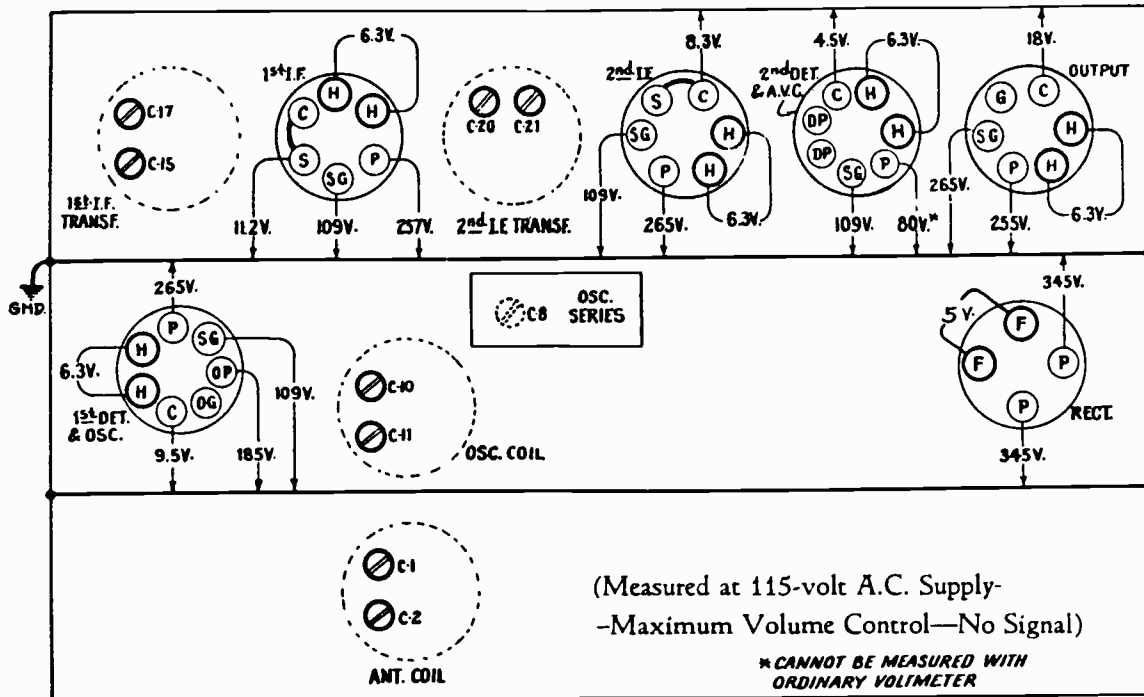 8.3V.
4.5V.
6.3V.
18V.
6.3V.
1st I.F.
H
H
C
S
SG
P
C-17
C-15
1st I.F.
TRANSF.
11.2V.
109V.
237V.
C-20
C-21
2nd I.F. TRANSF.
2nd I.F.
S
C
SG
H
P
H
109V.
265V.
6.3V.
2nd DET.
& A.V.C.
C
H
DP
H
DP
SG
P
109V.
80V.*
OUTPUT
G
C
SG
H
P
H
265V.
255V.
6.3V.
GND.
265V.
P
H
SG
H
OP
C
OG
6.3V.
1st DET.
& OSC.
9.5V.
185V.
109V.
C-8
OSC.
SERIES
C-10
C-11
OSC. COIL
345V.
5 V.
F
F
P
P
RECT.
345V.
C-1
C-2
ANT. COIL
(Measured at 115-volt A.C. Supply-
-Maximum Volume Control—No Signal)
* CANNOT BE MEASURED WITH
ORDINARY VOLTMETER